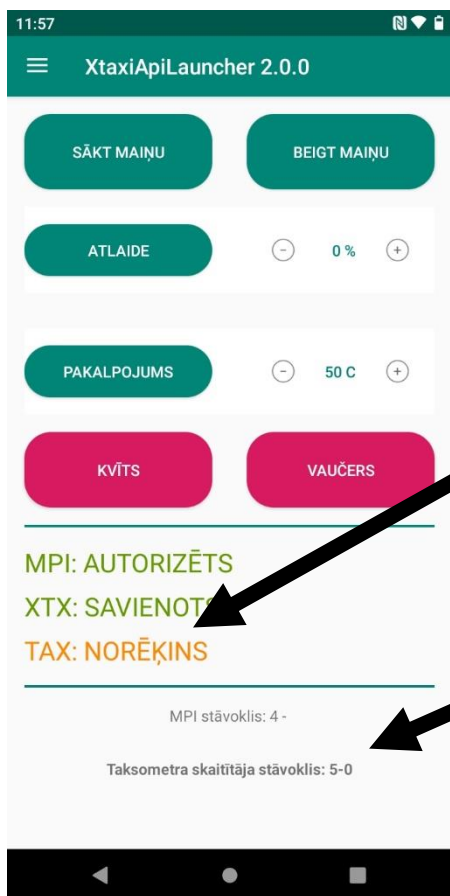 11:57
XtaxiApiLauncher 2.0.0
SĀKT MAIŅU BEIGT MAIŅU
ATLAIDE - 0 % +
PAKALPOJUMS - 50 C +
KVĪTS VAUČERS
MPI: AUTORIZĒTS
XTX: SAVIENOTS
TAX: NORĒĶINS
MPI stāvoklis: 4 -
Taksometra skaitītāja stāvoklis: 5-0